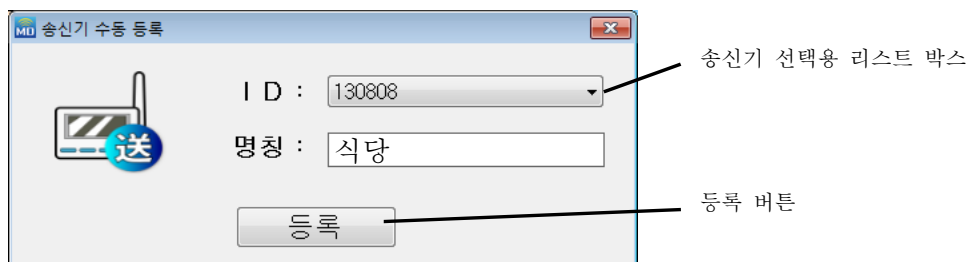 MD 송신기 수동 등록
송신기 선택용 리스트 박스
I D : 130808
送
명칭 : 식당
등록 버튼
등록